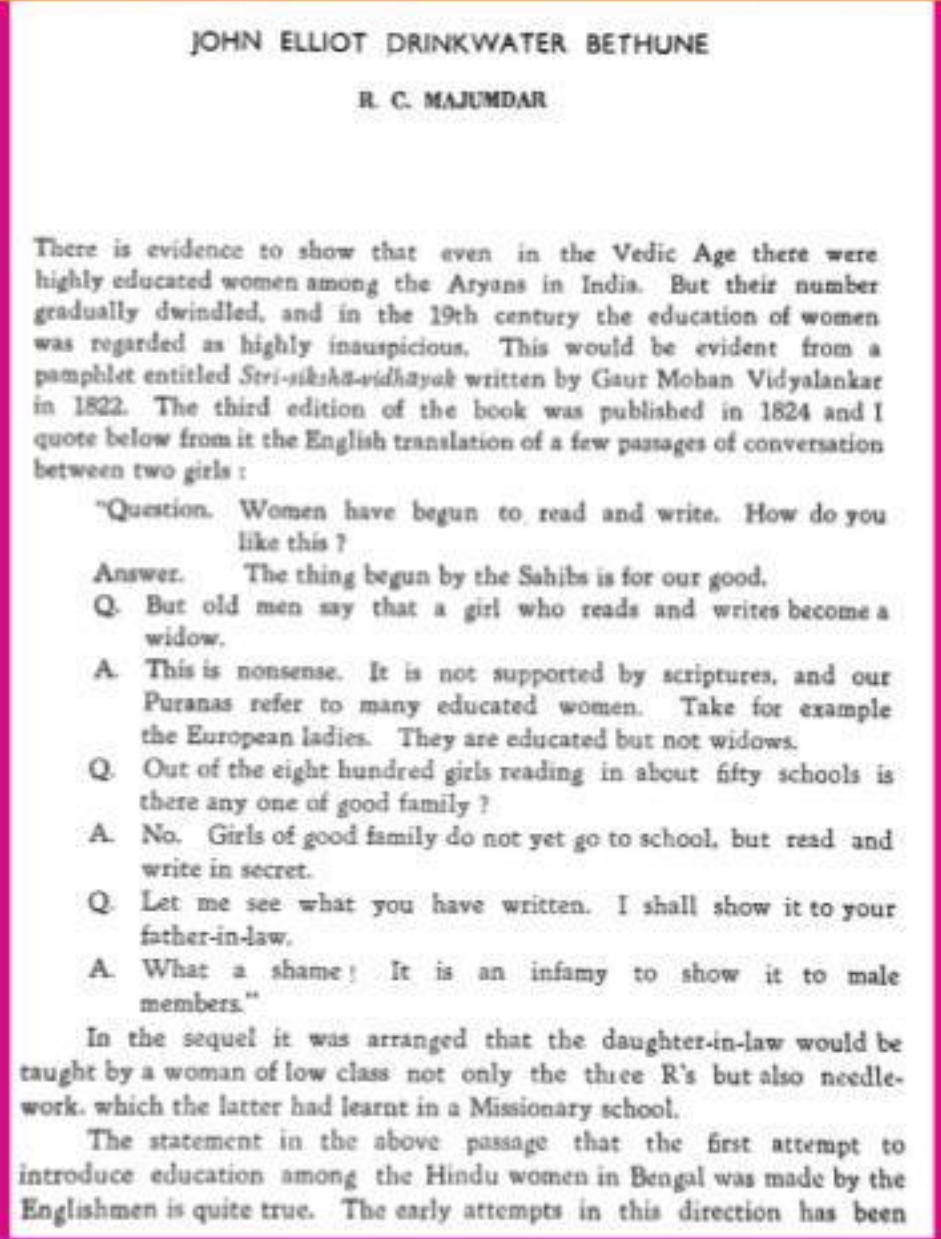 JOHN ELLIOT DRINKWATER BETHUNE
R. C. MAJUMDAR
There is evidence to show that even in the Vedic Age there were
highly educated women among the Aryans in India. But their number
gradually dwindled, and in the 19th century the education of women
was regarded as highly inauspicious. This would be evident from a
pamphlet entitled Stri-sikshā-vidhāyak written by Gaur Mohan Vidyalankar
in 1822. The third edition of the book was published in 1824 and I
quote below from it the English translation of a few passages of conversation
between two girls :
"Question. Women have begun to read and write. How do you
like this ?
Answer. The thing begun by the Sahibs is for our good.
Q. But old men say that a girl who reads and writes become a
widow.
A. This is nonsense. It is not supported by scriptures, and our
Puranas refer to many educated women. Take for example
the European ladies. They are educated but not widows.
Q. Out of the eight hundred girls reading in about fifty schools is
there any one of good family ?
A. No. Girls of good family do not yet go to school, but read and
write in secret.
Q. Let me see what you have written. I shall show it to your
father-in-law.
A. What a shame! It is an infamy to show it to male
members."
In the sequel it was arranged that the daughter-in-law would be
taught by a woman of low class not only the three R's but also needle-
work, which the latter had learnt in a Missionary school.
The statement in the above passage that the first attempt to
introduce education among the Hindu women in Bengal was made by the
Englishmen is quite true. The early attempts in this direction has been